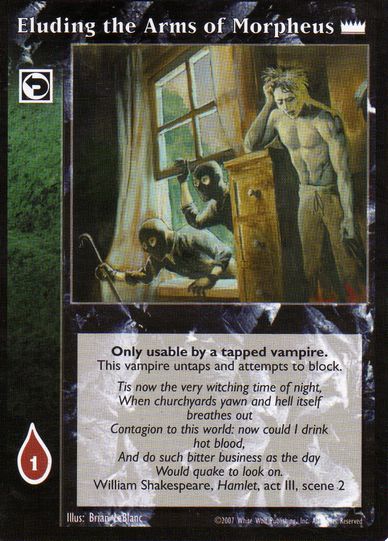 Eluding the Arms of Morpheus
Only usable by a tapped vampire.
This vampire untaps and attempts to block.
Tis now the very witching time of night,
When churchyards yawn and hell itself
breathes out
Contagion to this world: now could I drink
hot blood,
And do such bitter business as the day
Would quake to look on.
William Shakespeare, Hamlet, act III, scene 2
1
Illus: Brian LeBlanc
©2007 White Wolf Publishing, Inc. All Rights Reserved